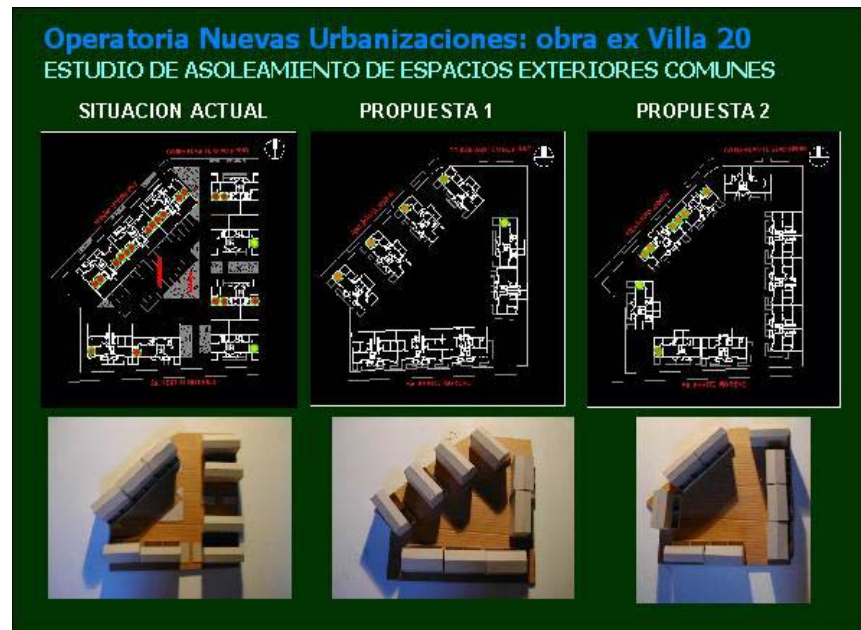 Operatoria Nuevas Urbanizaciones: obra ex Villa 20
ESTUDIO DE ASOLEAMIENTO DE ESPACIOS EXTERIORES COMUNES
SITUACION ACTUAL
PROPUESTA 1
PROPUESTA 2